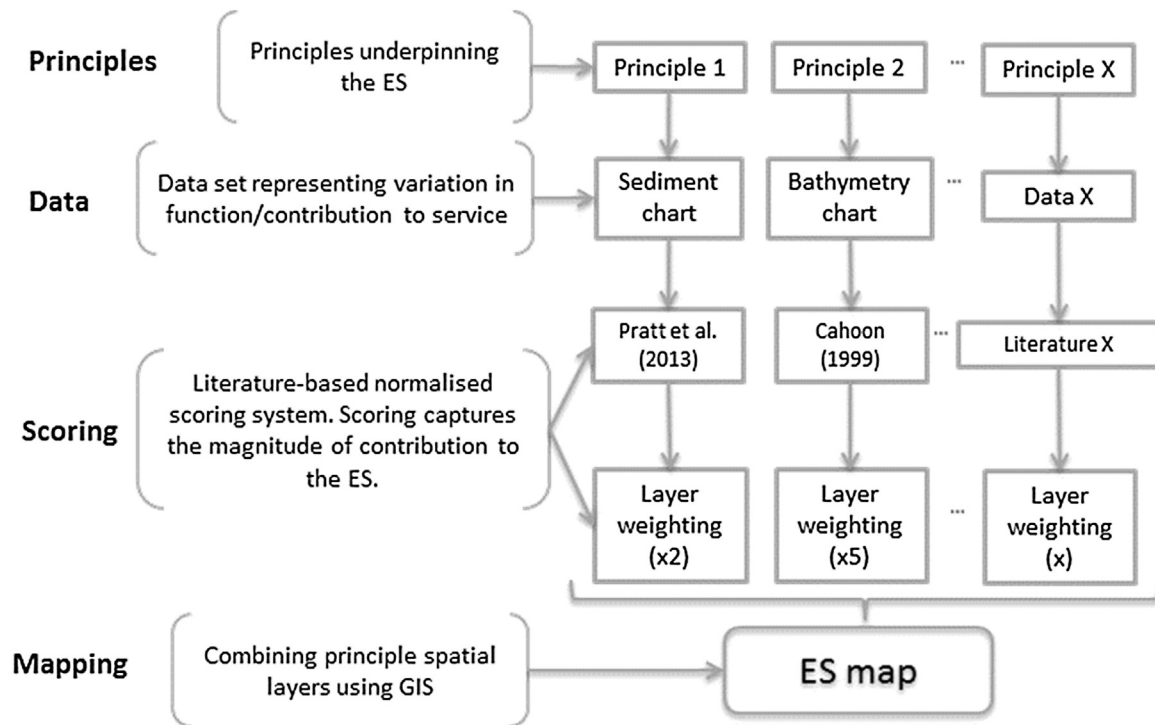 Principles
Principles underpinning
the ES
Principle 1
Principle 2
...
Principle X
Data
Data set representing variation in
function/contribution to service
Sediment
chart
Bathymetry
chart
...
Data X
Scoring
Literature-based normalised
scoring system. Scoring captures
the magnitude of contribution to
the ES.
Pratt et al.
(2013)
Cahoon
(1999)
...
Literature X
Layer
weighting
(x2)
Layer
weighting
(x5)
...
Layer
weighting
(x)
Mapping
Combining principle spatial
layers using GIS
ES map